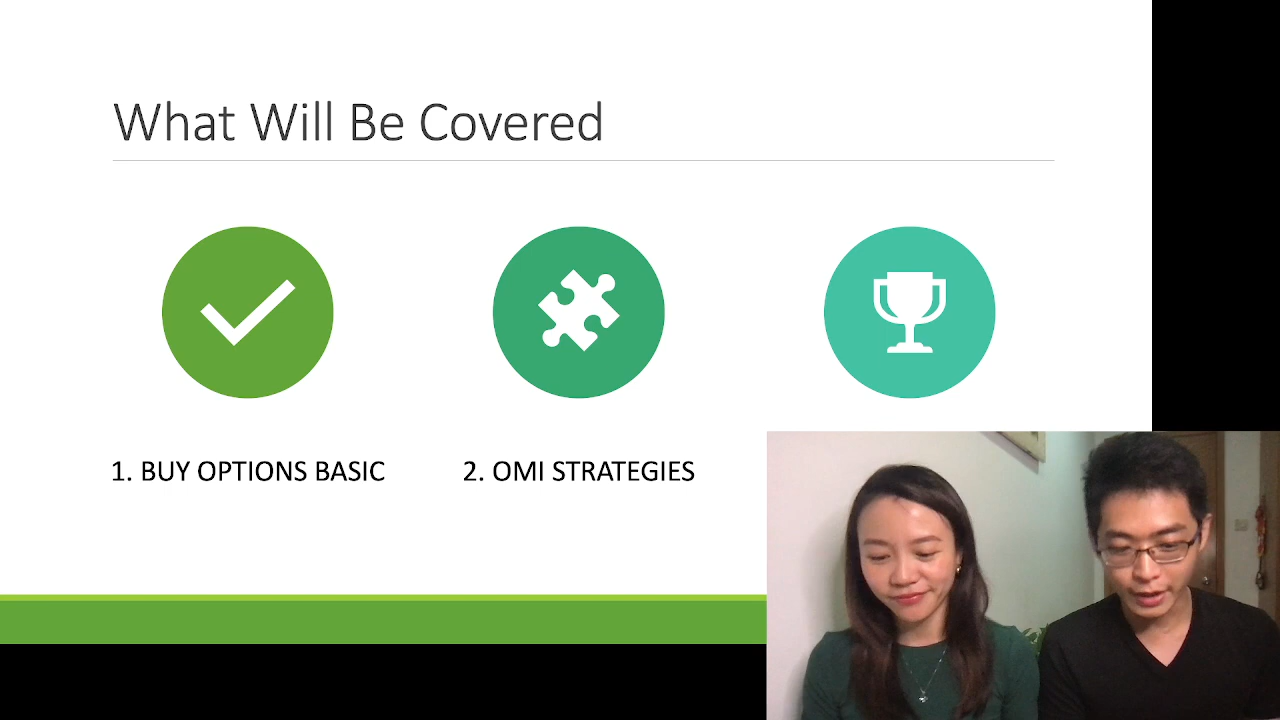 What Will Be Covered
1. BUY OPTIONS BASIC
2. OMI STRATEGIES